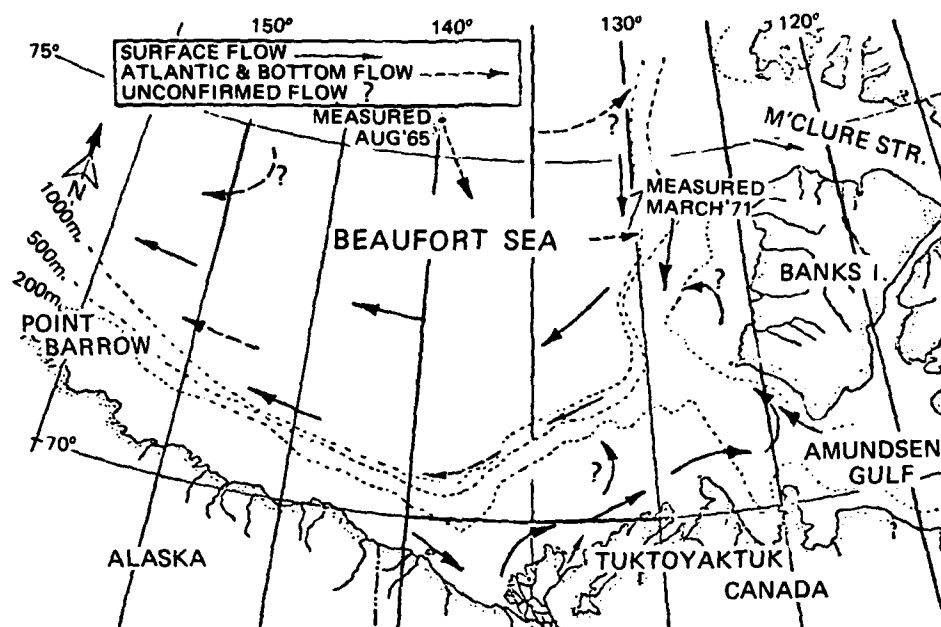 150°
140°
130°
120°
75°
SURFACE FLOW
ATLANTIC & BOTTOM FLOW
UNCONFIRMED FLOW ?
MEASURED
AUG'65
?
M'CLURE STR.
N
?
1000m.
500m.
200m.
MEASURED
MARCH'71
BEAUFORT SEA
BANKS I.
?
POINT
BARROW
70°
?
AMUNDSEN
GULF
ALASKA
TUKTOYAKTUK
CANADA